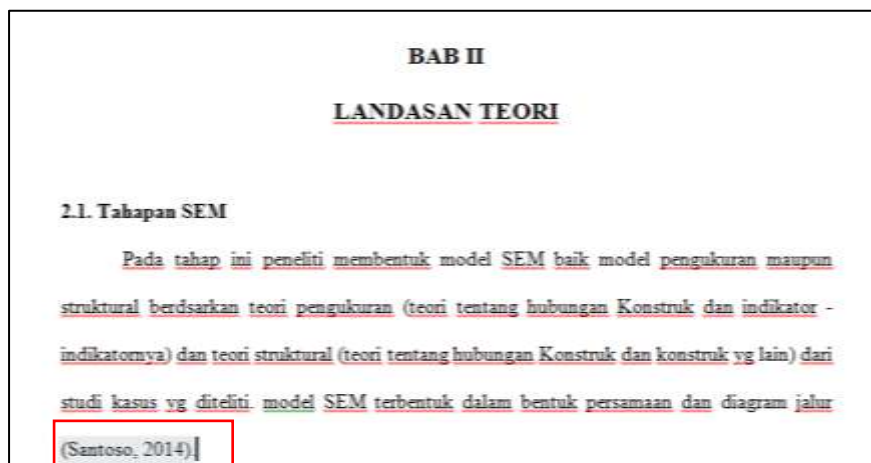 BAB II
LANDASAN TEORI
2.1. Tahapan SEM
Pada tahap ini peneliti membentuk model SEM baik model pengukuran maupun
struktural berdsarkan teori pengukuran (teori tentang hubungan Konstruk dan indikator -
indikatornya) dan teori struktural (teori tentang hubungan Konstruk dan konstruk yg lain) dari
studi kasus yg diteliti. model SEM terbentuk dalam bentuk persamaan dan diagram jalur
(Santoso, 2014).